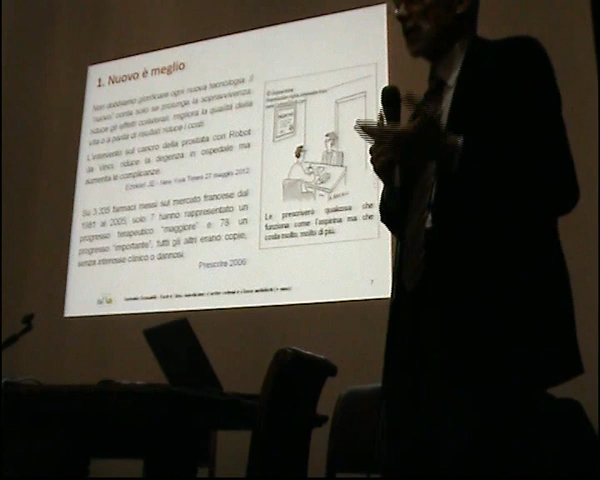 1. Nuovo è meglio
Non dobbiamo glorificare ogni nuova tecnologia. Il
"nuovo" conta solo se prolunga la sopravvivenza,
riduce gli effetti collaterali, migliora la qualità della
vita o a parità di risultati riduce i costi.
L'intervento sul cancro della prostata con Robot
da Vinci, riduce la degenza in ospedale ma
aumenta le complicanze.
JD - New York Times 27 maggio 2012
Su 3.335 farmaci messi sul mercato francese dal
1981 al 2005, solo 7 hanno rappresentato un
progresso terapeutico "maggiore" e 78 un
progresso "importante", tutti gli altri erano copie,
senza interesse clinico o dannosi.
Prescrire 2006
Le prescriverò qualcosa che
funziona come l'aspirina ma che
costa molto, molto di più.